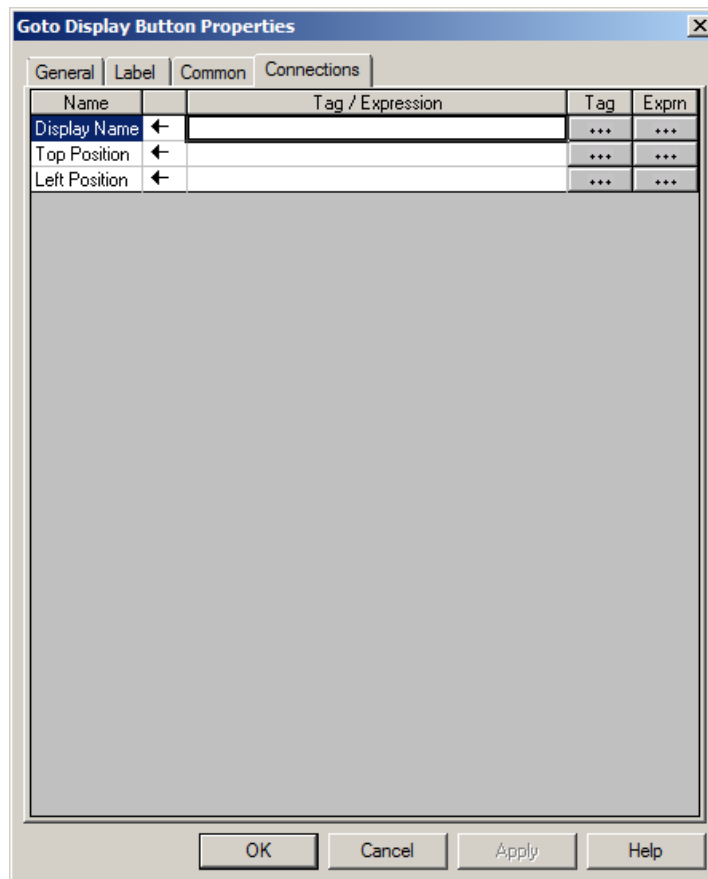 Goto Display Button Properties
General Label Common Connections
Name Tag / Expression Tag Exprn
Display Name ... ...
Top Position ... ...
Left Position ... ...
OK Cancel Apply Help